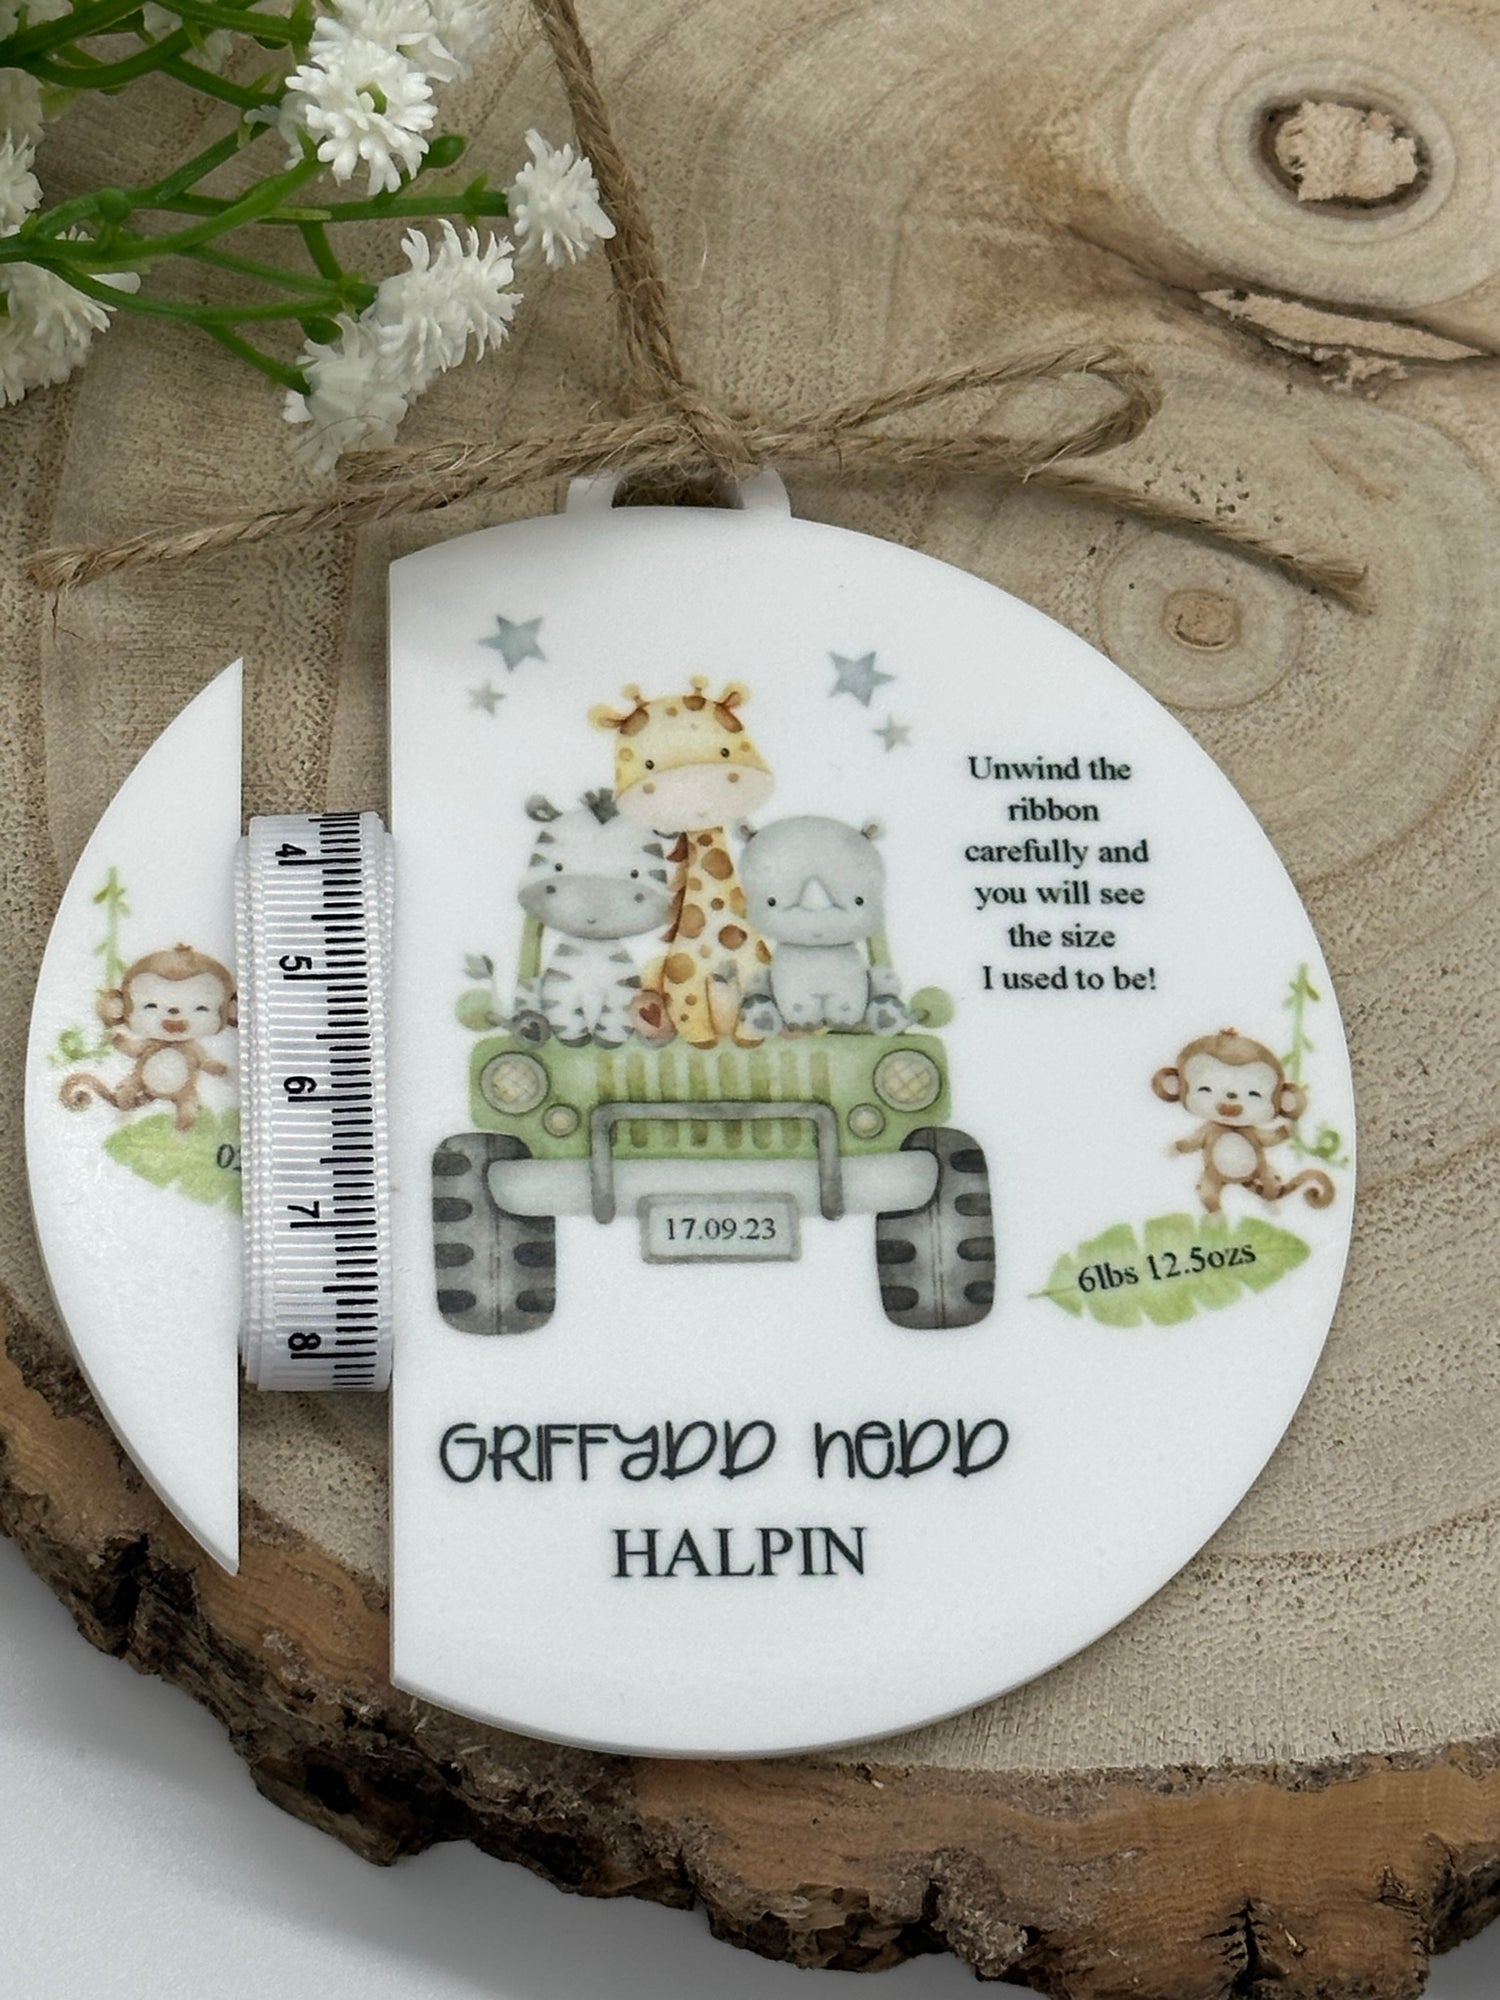 Unwind the
ribbon
carefully and
you will see
the size
I used to be!
4
5
6
7
8
17.09.23
6lbs 12.5ozs
GRIFFYDD NEDD
HALPIN